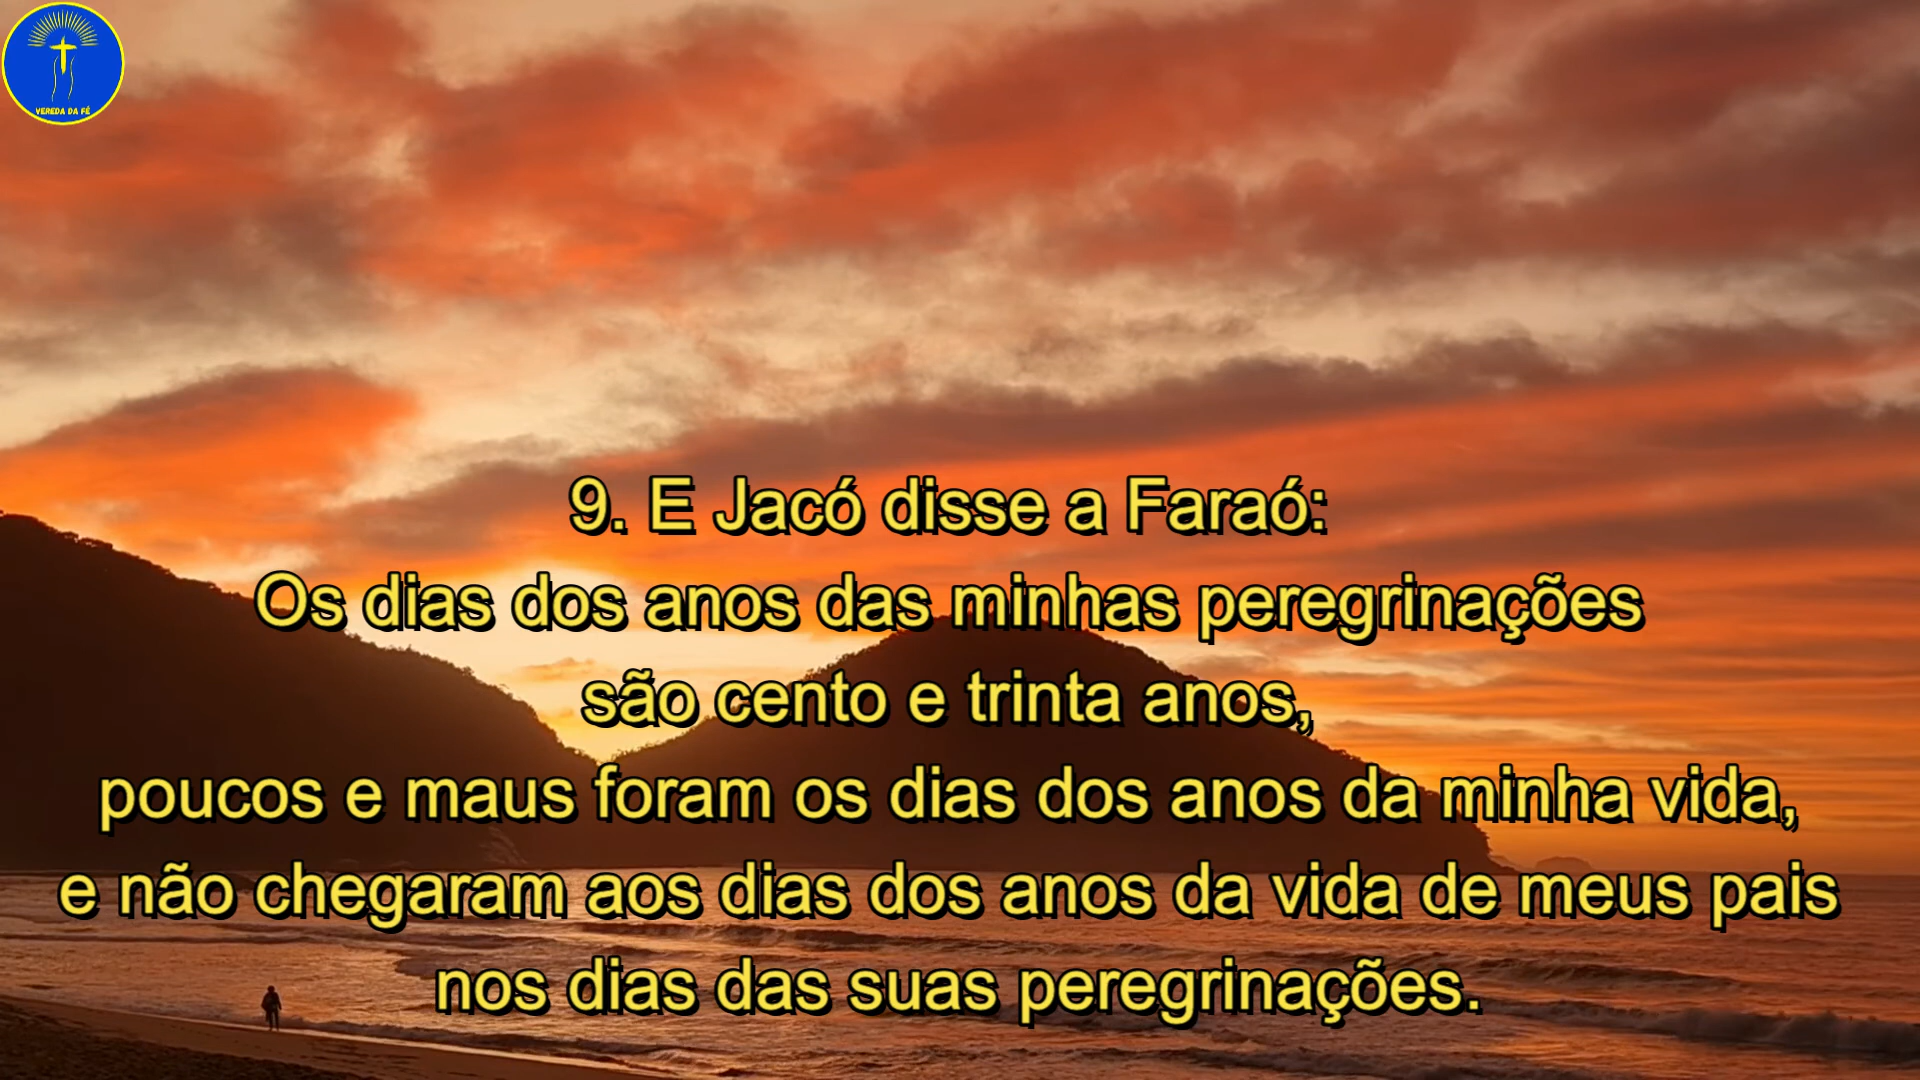 VEREDA DA FÉ
9. E Jacó disse a Faraó:
Os dias dos anos das minhas peregrinações
são cento e trinta anos,
poucos e maus foram os dias dos anos da minha vida,
e não chegaram aos dias dos anos da vida de meus pais
nos dias das suas peregrinações.